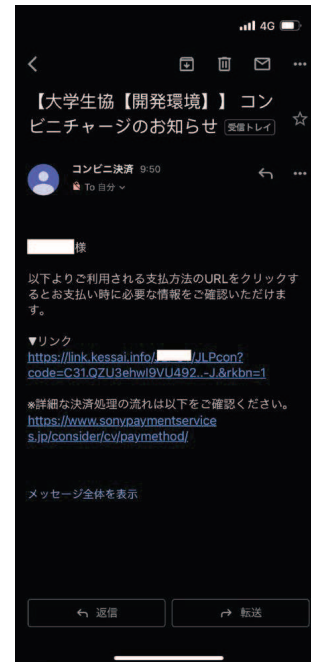 4G
【大学生協【開発環境】】 コン
ビニチャージのお知らせ 受信トレイ
コンビニ決済 9:50
To 自分
様
以下よりご利用される支払方法のURLをクリックす
るとお支払い時に必要な情報をご確認いただけま
す。
▼リンク
https://link.kessai.info/ /JLPcon?
code=C31.QZU3ehwI9VU492..-J.&rkbn=1
※詳細な決済処理の流れは以下をご確認ください。
https://www.sonypaymentservice
s.jp/consider/cv/paymethod/
メッセージ全体を表示
返信
転送